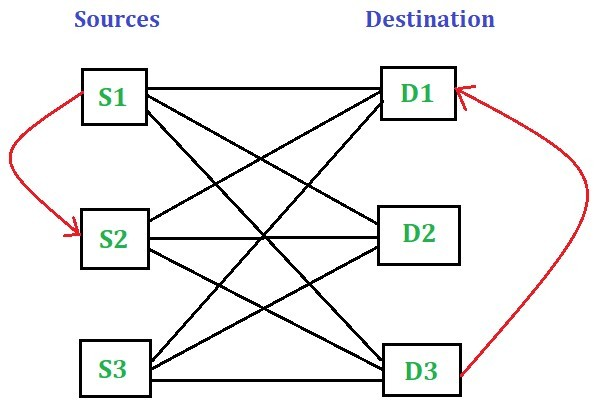 Sources Destination
S1 D1
S2 D2
S3 D3